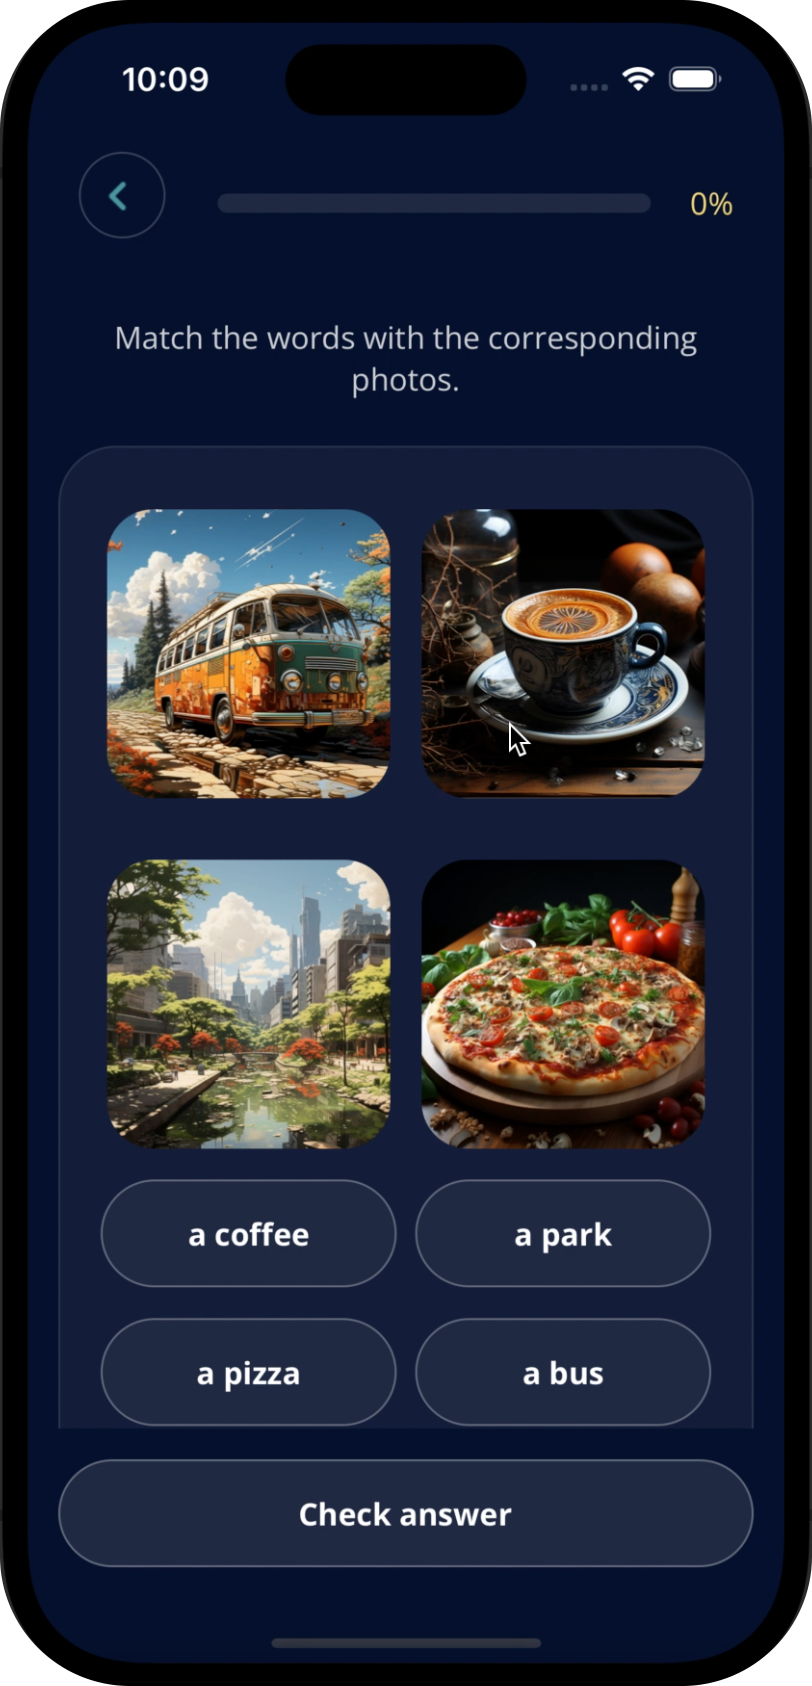 10:09
0%
Match the words with the corresponding
photos.
a coffee
a park
a pizza
a bus
Check answer